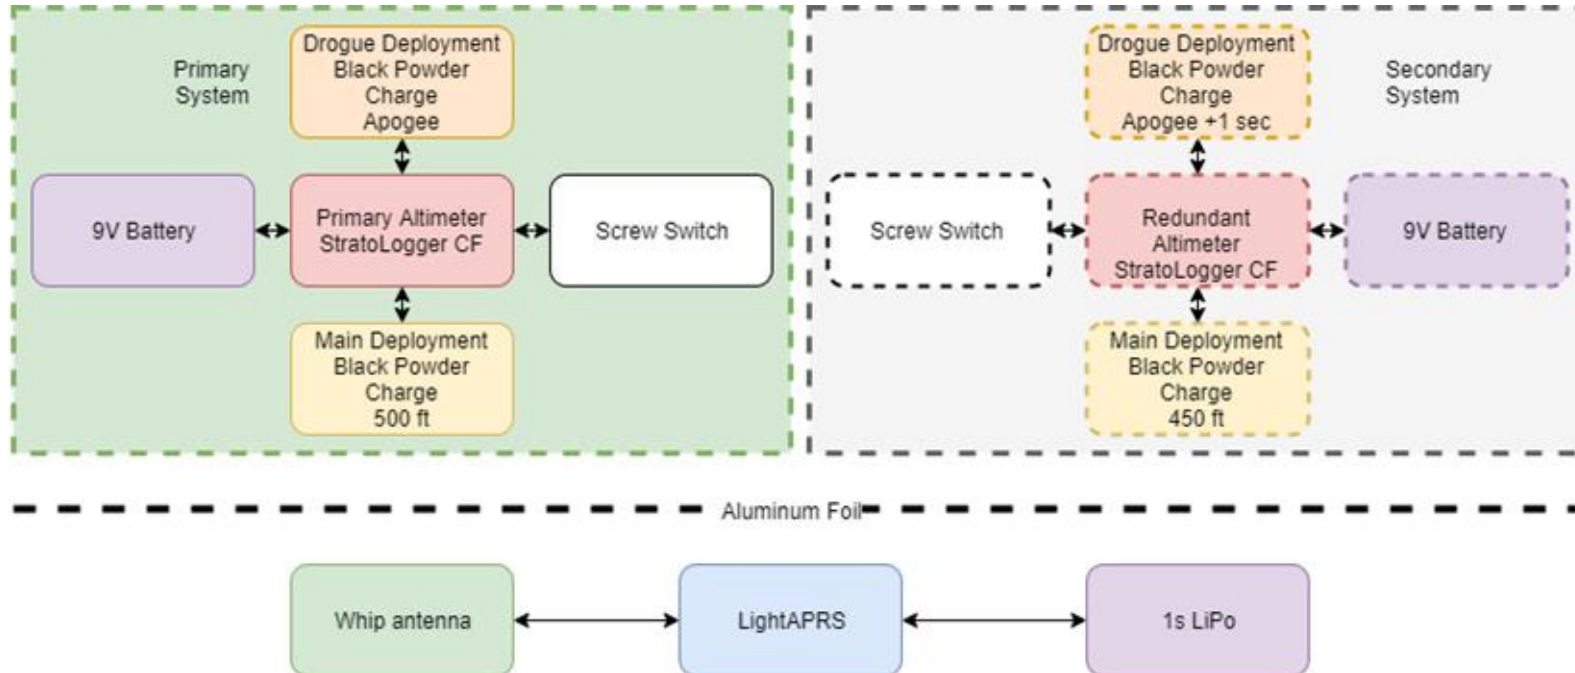 Primary
System
Drogue Deployment
Black Powder
Charge
Apogee
9V Battery
Primary Altimeter
StratoLogger CF
Screw Switch
Main Deployment
Black Powder
Charge
500 ft
Drogue Deployment
Black Powder
Charge
Apogee +1 sec
Secondary
System
Screw Switch
Redundant
Altimeter
StratoLogger CF
9V Battery
Main Deployment
Black Powder
Charge
450 ft
Aluminum Foil
Whip antenna
LightAPRS
1s LiPo